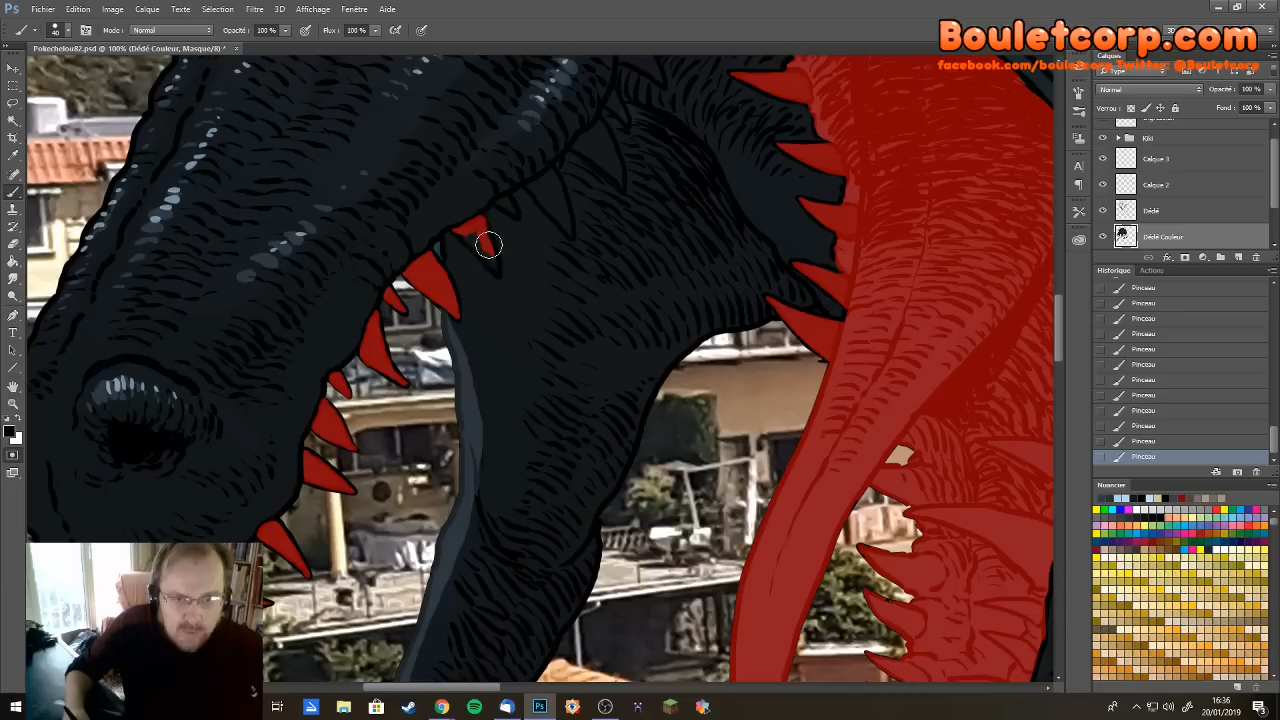 Ps Fichier Edition Image Calque Texte Sélection Filtre 3D Affichage Fenêtre Aide
40 Mode : Normal Opacité : 100 % Flux : 100 %
Bouletcorp.com
facebook.com/bouletcorp Twitter: @Bouletcorp
Pokechelou82.psd @ 100% (Dédé Couleur, Masque/8) *
Calques
Type
Normal Opacité : 100 %
Verrou : Fond : 100 %
Kiki
Calque 3
Calque 2
Dédé
Dédé Couleur
Historique Actions
Pinceau
Pinceau
Pinceau
Pinceau
Pinceau
Pinceau
Pinceau
Pinceau
Pinceau
Pinceau
Pinceau
Pinceau
Nuancier
16:36
20/01/2019